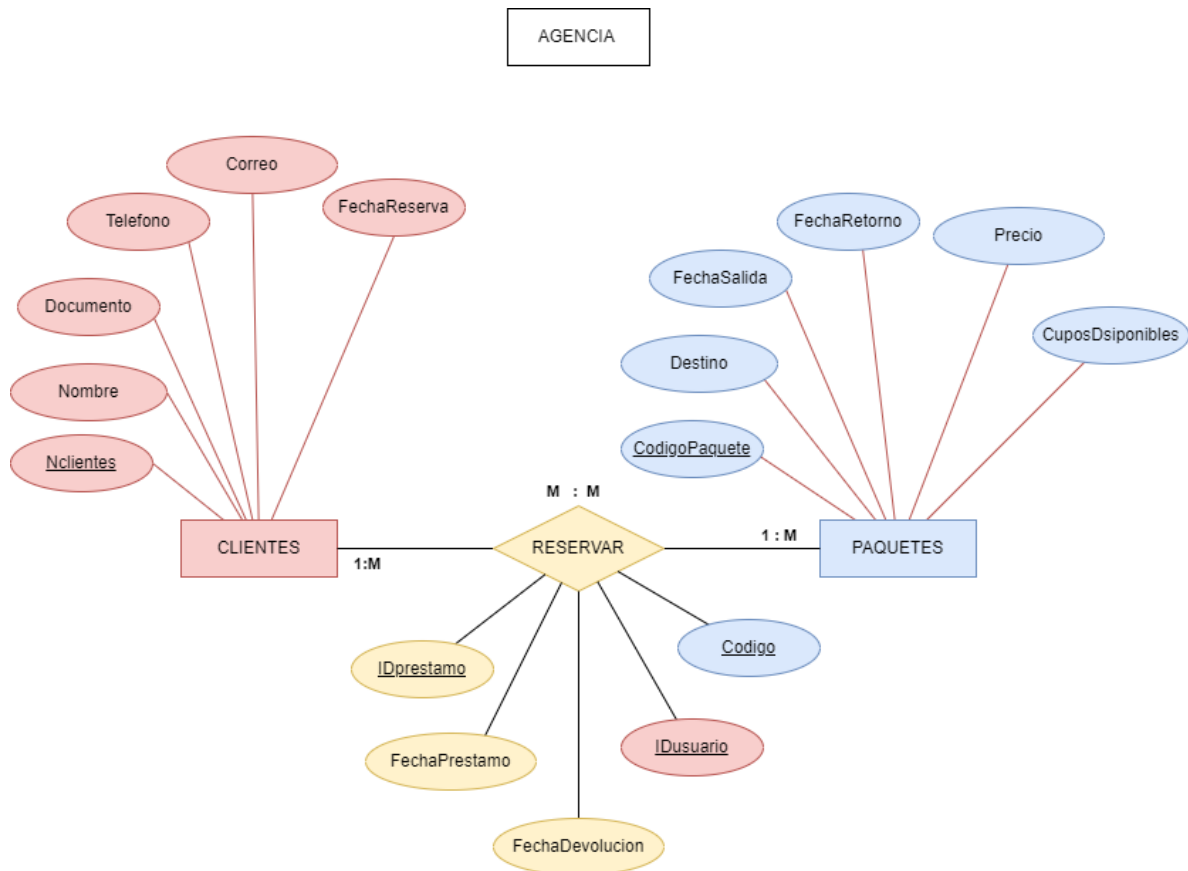 AGENCIA
Correo
FechaReserva
Telefono
Documento
Nombre
Nclientes
FechaRetorno
Precio
FechaSalida
CuposDsiponibles
Destino
CodigoPaquete
M : M
CLIENTES
1:M
RESERVAR
1 : M
PAQUETES
IDprestamo
Codigo
FechaPrestamo
IDusuario
FechaDevolucion